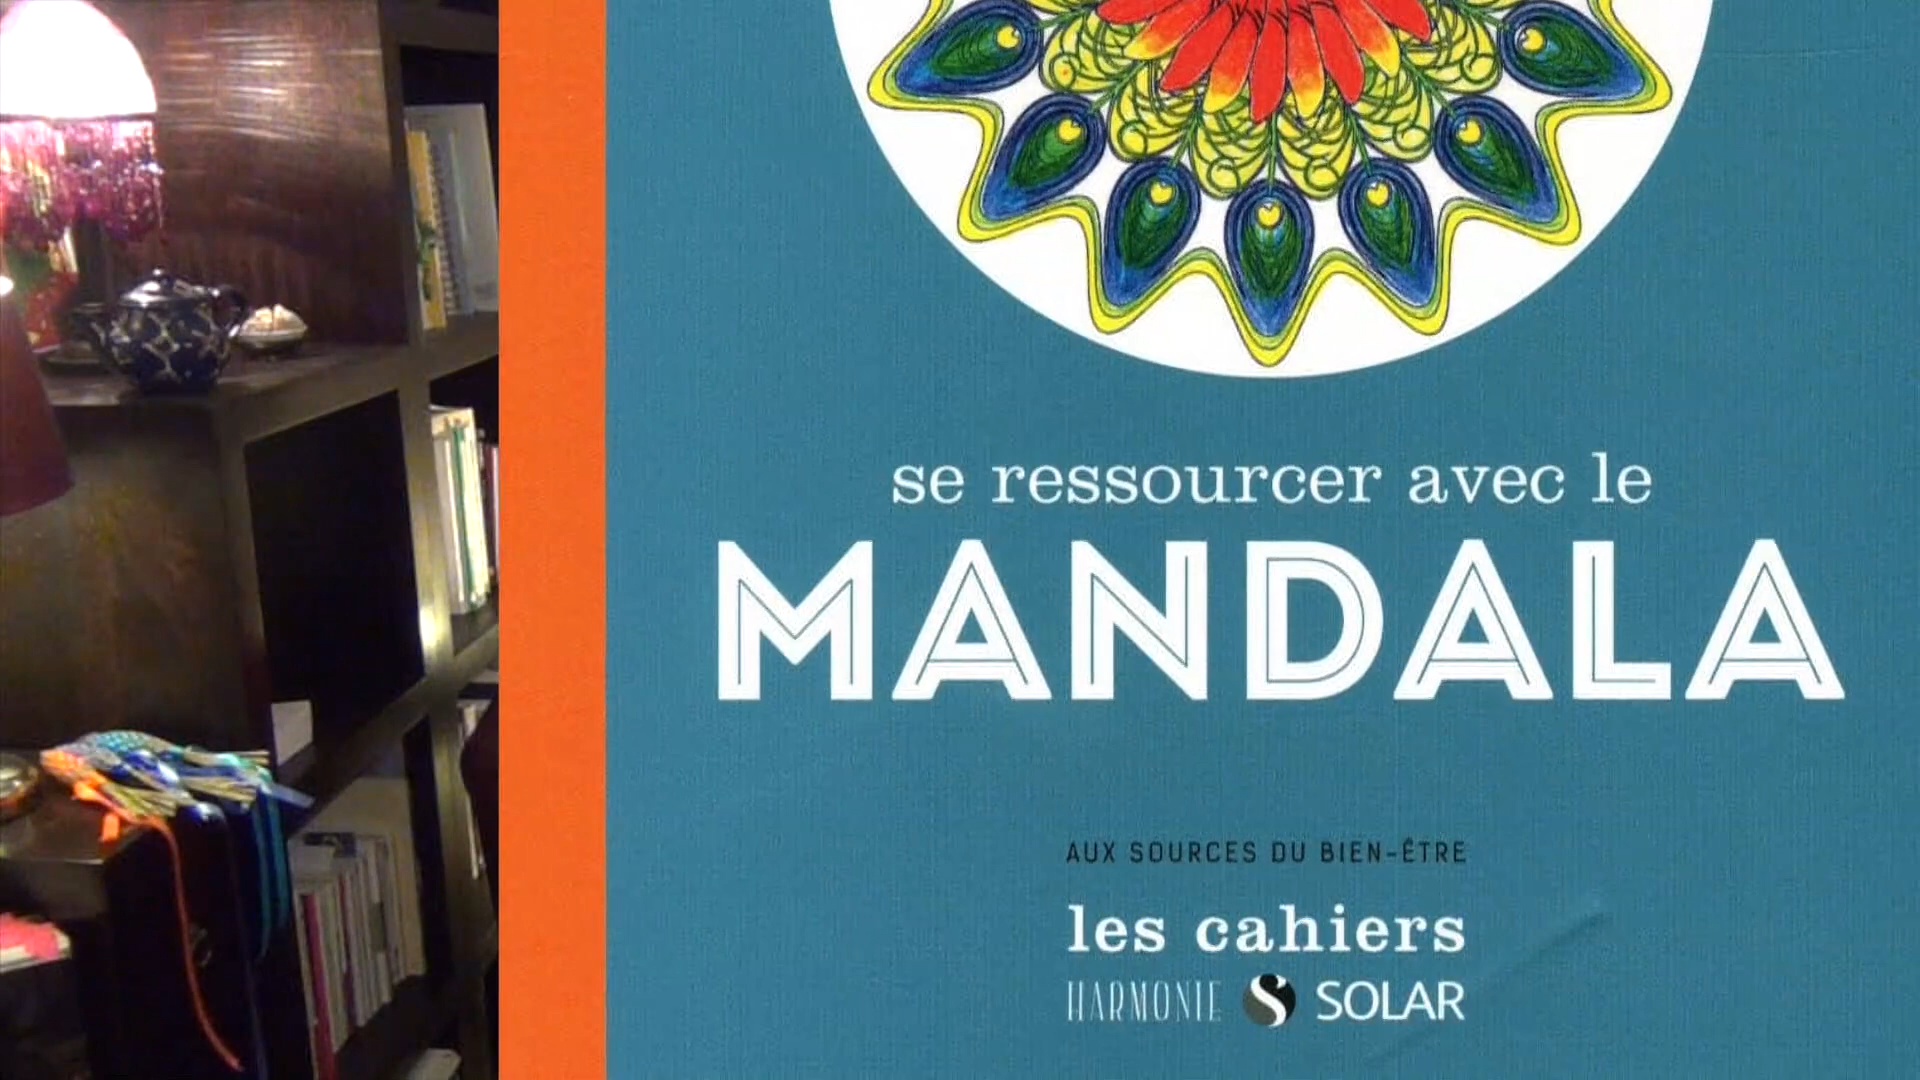 se ressourcer avec le
MANDALA
AUX SOURCES DU BIEN-ÊTRE
les cahiers
HARMONIE S SOLAR